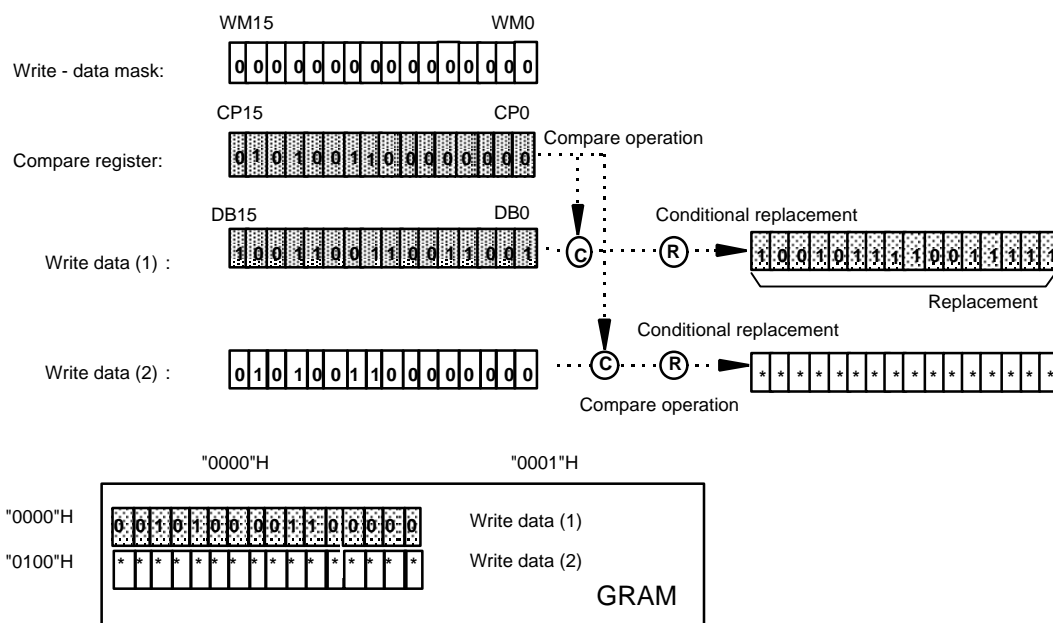 WM15 WM0
Write - data mask: 0 0 0 0 0 0 0 0 0 0 0 0 0 0 0 0
CP15 CP0
Compare operation
Compare register: 0 1 0 1 0 0 1 1 0 0 0 0 0 0 0 0
DB15 DB0 Conditional replacement
Write data (1) : 1 0 0 1 1 0 0 1 1 0 0 1 1 0 0 1 C R 1 0 0 1 0 1 1 1 1 0 0 1 1 1 1 1
Replacement
Conditional replacement
Write data (2) : 0 1 0 1 0 0 1 1 0 0 0 0 0 0 0 0 C R * * * * * * * * * * * * * * * *
Compare operation
"0000"H "0001"H
"0000"H 0 0 1 0 1 0 0 0 0 1 1 0 0 0 0 0 Write data (1)
"0100"H * * * * * * * * * * * * * * * * Write data (2)
GRAM